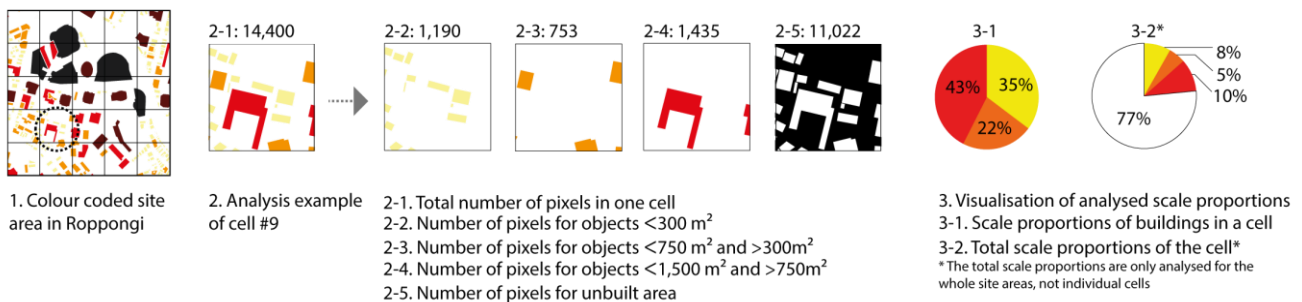 2-1: 14,400
2-2: 1,190
2-3: 753
2-4: 1,435
2-5: 11,022
3-1
3-2*
43%
35%
22%
8%
5%
10%
77%
1. Colour coded site
area in Roppongi
2. Analysis example
of cell #9
2-1. Total number of pixels in one cell
2-2. Number of pixels for objects <300 m²
2-3. Number of pixels for objects <750 m² and >300m²
2-4. Number of pixels for objects <1,500 m² and >750m²
2-5. Number of pixels for unbuilt area
3. Visualisation of analysed scale proportions
3-1. Scale proportions of buildings in a cell
3-2. Total scale proportions of the cell*
* The total scale proportions are only analysed for the
whole site areas, not individual cells